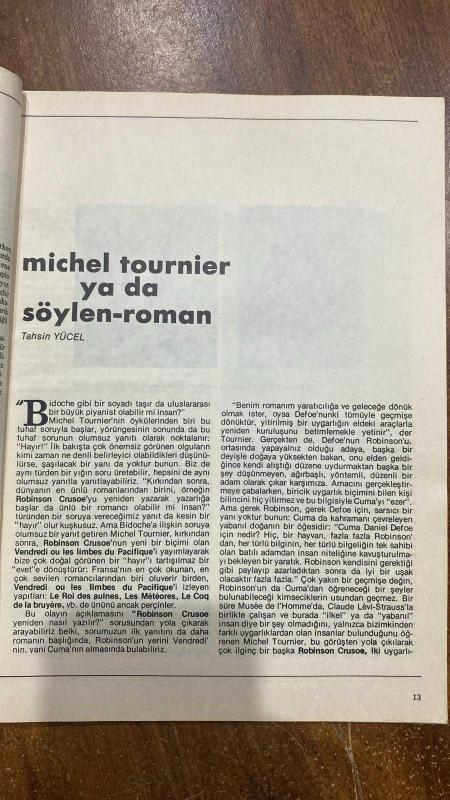 michel tournier
ya da
söylen-roman
Tahsin YÜCEL
"Bidoche gibi bir soyadı taşır da uluslararası
bir büyük piyanist olabilir mi insan?"
Michel Tournier'nin öykülerinden biri bu
tuhaf soruyla başlar, yörüngesinin sonunda da bu
tuhaf sorunun olumsuz yanıtı olarak noktalanır:
"Hayır!" İlk bakışta çok önemsiz görünen olguların
kimi zaman ne denli belirleyici olabildikleri düşünü-
lürse, şaşılacak bir yanı da yoktur bunun. Biz de
aynı türden bir yığın soru üretebilir, hepsini de aynı
olumsuz yanıtla yanıtlayabiliriz. "Kırkından sonra,
dünyanın en ünlü romanlarından birini, örneğin
Robinson Crusoe'yu yeniden yazarak yazarlığa
başlar da ünlü bir romancı olabilir mi insan?"
türünden bir soruya vereceğimiz yanıt da kesin bir
"hayır" olur kuşkusuz. Ama Bidoche'a ilişkin soruya
olumsuz bir yanıt getiren Michel Tournier, kırkından
sonra, Robinson Crusoe'nun yeni bir biçimi olan
Vendredi ou les limbes du Pacifique'i yayımlayarak
bize çok doğal görünen bir "hayır"ı tartışılmaz bir
"evet"e dönüştürür: Fransa'nın en çok okunan, en
çok sevilen romancılarından biri oluverir birden,
Vendredi ou les limbes du Pacifique'i izleyen
yapıtları: Le Roi des aulnes, Les Météores, Le Coq
de la bruyère, vb. de ününü ancak perçinler.
Bu olayın açıklamasını "Robinson Crusoe
yeniden nasıl yazılır?" sorusundan yola çıkarak
arayabiliriz belki, sorumuzun ilk yanıtını da daha
romanın başlığında, Robinson'un yerini Vendredi'
nin, yani Cuma'nın almasında bulabiliriz.
"Benim romanım yaratıcılığa ve geleceğe dönük
olmak ister, oysa Defoe'nunki tümüyle geçmişe
dönüktür, yitirilmiş bir uygarlığın eldeki araçlarla
yeniden kuruluşunu betimlemekle yetinir", der
Tournier. Gerçekten de, Defoe'nun Robinson'u,
ortasında yapayalnız olduğu adaya, başka bir
deyişle doğaya yüksekten bakan, onu elden geldi-
ğince kendi alıştığı düzene uydurmaktan başka bir
şey düşünmeyen, ağırbaşlı, yöntemli, düzenli bir
adam olarak çıkar karşımıza. Amacını gerçekleştir-
meye çabalarken, biricik uygarlık biçimini bilen kişi
bilincini hiç yitirmez ve bu bilgisiyle Cuma'yı "ezer".
Ama gerek Robinson, gerek Defoe için, sarsıcı bir
yanı yoktur bunun: Cuma da kahramanı çevreleyen
yabanıl doğanın bir öğesidir: "Cuma Daniel Defoe
için nedir? Hiç, bir hayvan, fazla fazla Robinson'
dan, her türlü bilginin, her türlü bilgeliğin tek sahibi
olan batılı adamdan insan niteliğine kavuşturulma-
yı bekleyen bir yaratık. Robinson kendisini gerektiği
gibi paylayıp azarladıktan sonra da iyi bir uşak
olacaktır fazla fazla." Çok yakın bir geçmişe değin,
Robinson'un da Cuma'dan öğreneceği bir şeyler
bulunabileceği kimseciklerin usundan geçmez. Bir
süre Musée de l'Homme'da, Claude Lévi-Strauss'la
birlikte çalışan ve burada "ilkel" ya da "yabanıl"
insan diye bir şey olmadığını, yalnızca bizimkinden
farklı uygarlıklardan olan insanlar bulunduğunu öğ-
renen Michel Tournier, bu görüşten yola çıkılarak
çok ilginç bir başka Robinson Crusoe, iki uygarlı-
13